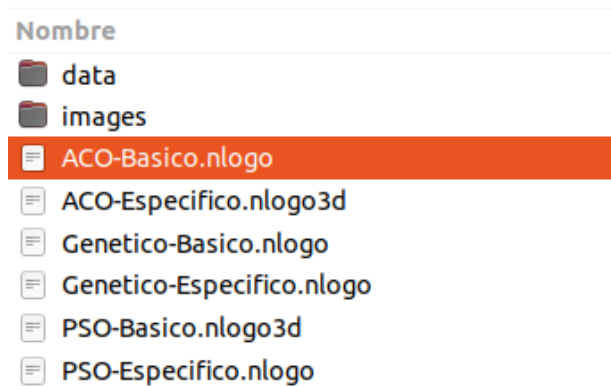 Nombre
data
images
ACO-Basico.nlogo
ACO-Especifico.nlogo3d
Genetico-Basico.nlogo
Genetico-Especifico.nlogo
PSO-Basico.nlogo3d
PSO-Especifico.nlogo